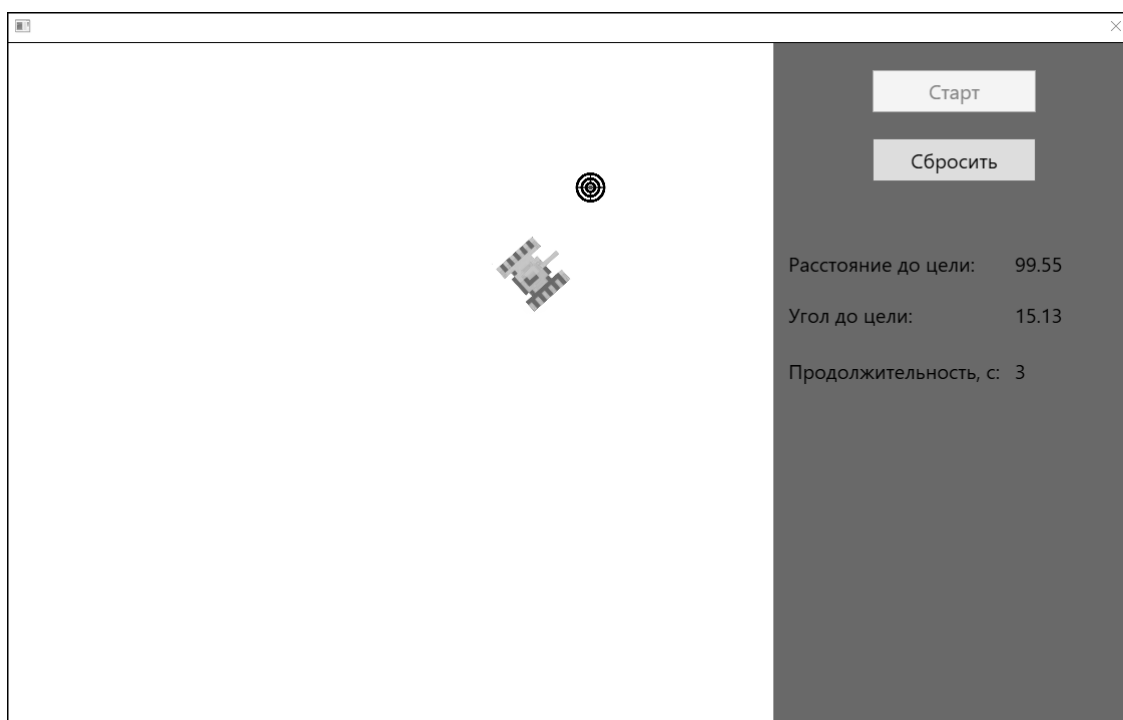 Старт
Сбросить
Расстояние до цели: 99.55
Угол до цели: 15.13
Продолжительность, с: 3